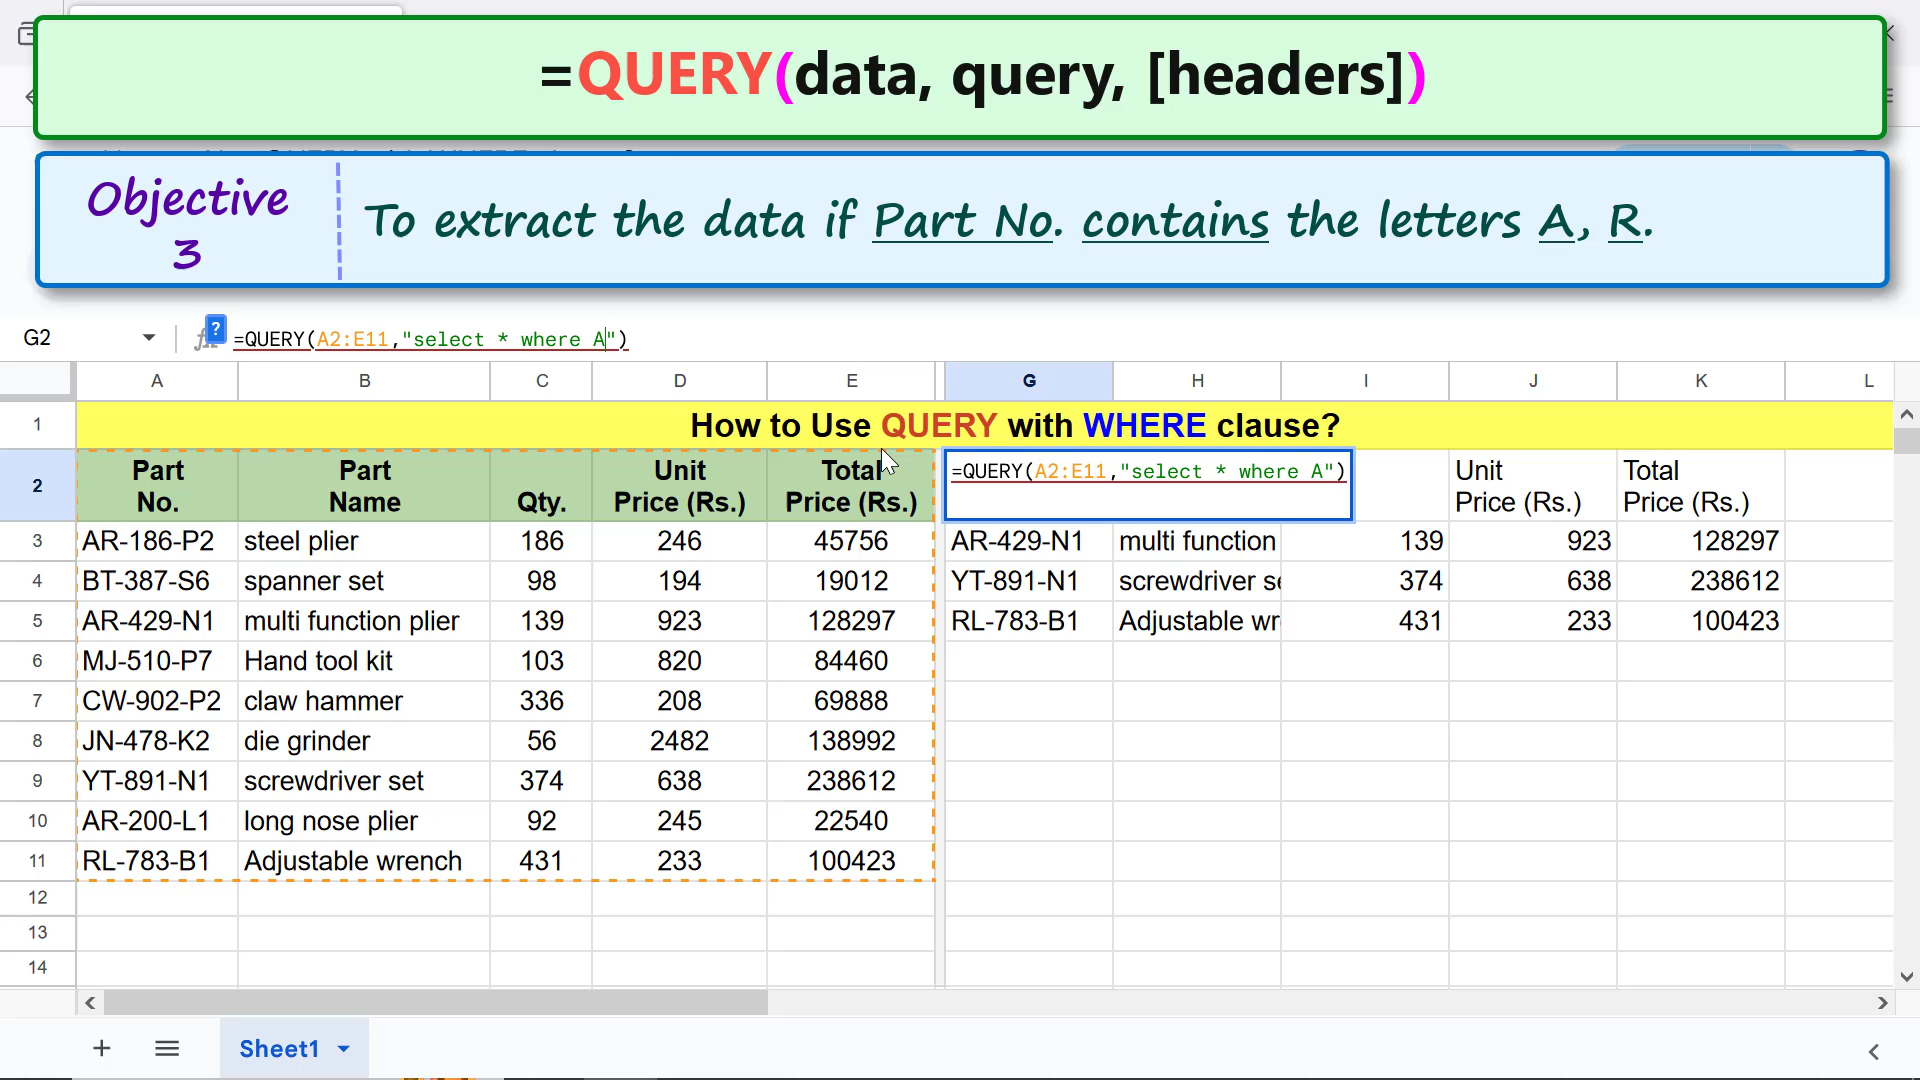 =QUERY(data, query, [headers])
Objective
3
To extract the data if Part No. contains the letters A, R.
G2
?
=QUERY(A2:E11,"select * where A")
A B C D E G H I J K L
1 How to Use QUERY with WHERE clause?
2 Part No. Part Name Qty. Unit Price (Rs.) Total Price (Rs.) =QUERY(A2:E11,"select * where A") Unit Price (Rs.) Total Price (Rs.)
3 AR-186-P2 steel plier 186 246 45756 AR-429-N1 multi function 139 923 128297
4 BT-387-S6 spanner set 98 194 19012 YT-891-N1 screwdriver se 374 638 238612
5 AR-429-N1 multi function plier 139 923 128297 RL-783-B1 Adjustable wr 431 233 100423
6 MJ-510-P7 Hand tool kit 103 820 84460
7 CW-902-P2 claw hammer 336 208 69888
8 JN-478-K2 die grinder 56 2482 138992
9 YT-891-N1 screwdriver set 374 638 238612
10 AR-200-L1 long nose plier 92 245 22540
11 RL-783-B1 Adjustable wrench 431 233 100423
12
13
14
Sheet1